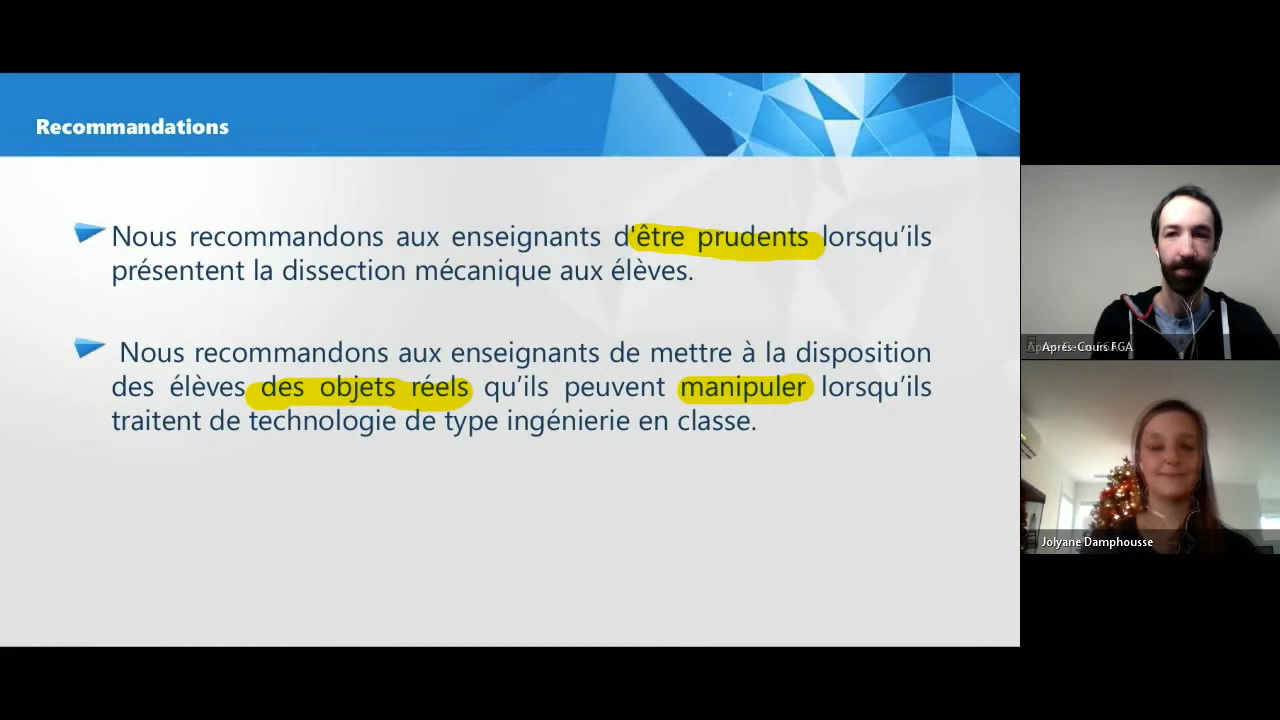 Recommandations
Nous recommandons aux enseignants d'être prudents lorsqu’ils
présentent la dissection mécanique aux élèves.
Nous recommandons aux enseignants de mettre à la disposition
des élèves des objets réels qu’ils peuvent manipuler lorsqu’ils
traitent de technologie de type ingénierie en classe.
Après-Cours FGA
Jolyane Damphousse